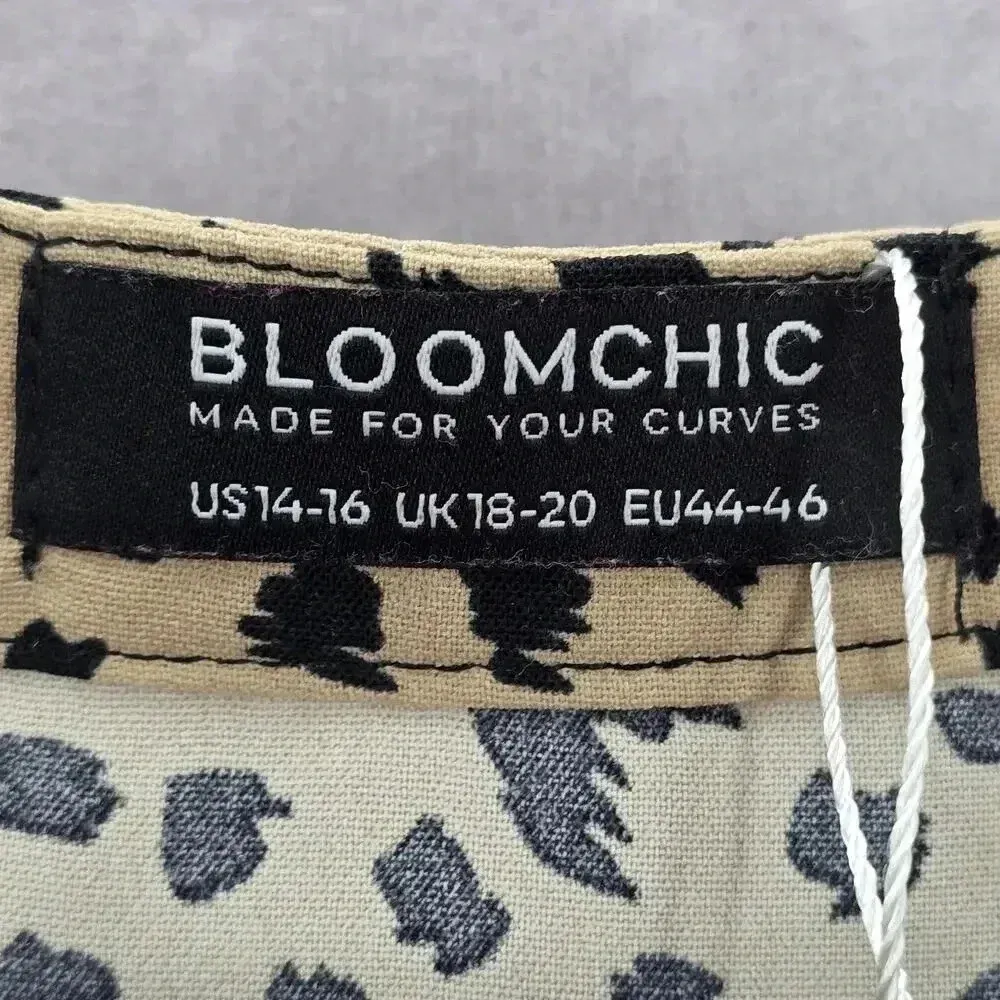 BLOOMCHIC
MADE FOR YOUR CURVES
US14-16 UK18-20 EU44-46